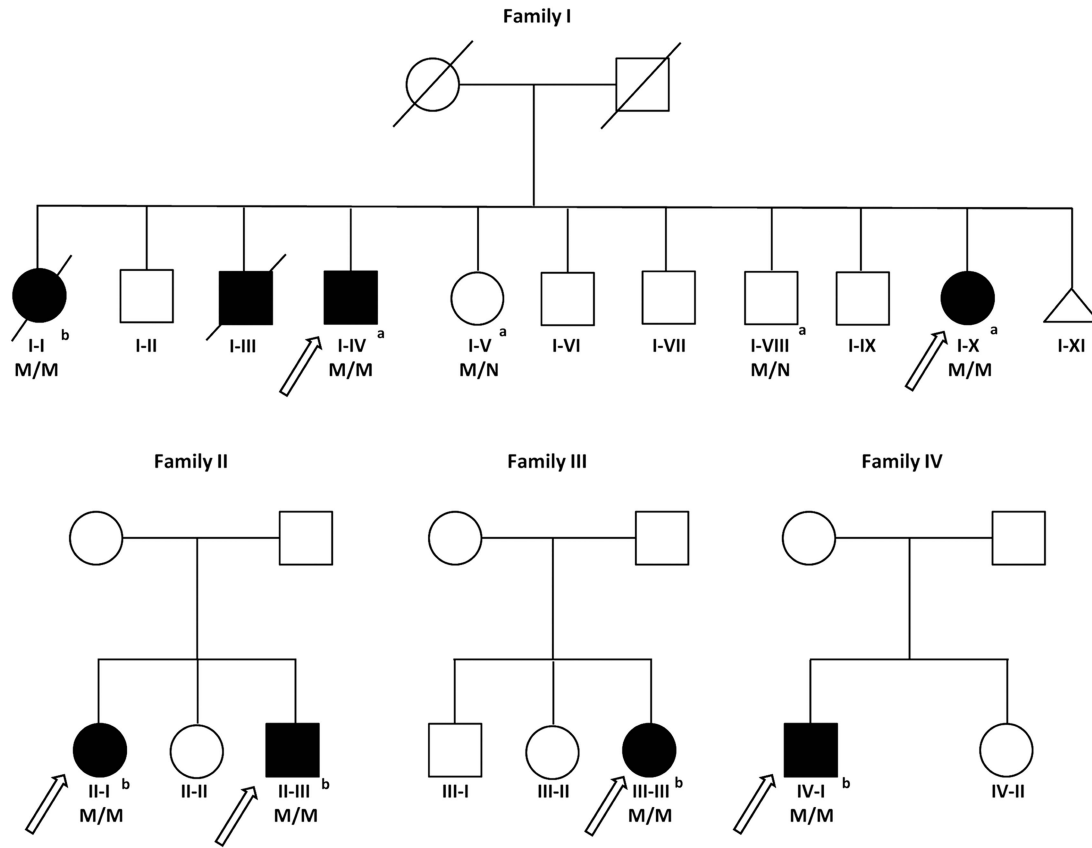 Family I
I-I b I-II I-III I-IV a I-V a I-VI I-VII I-VIII a I-IX I-X a I-XI
M/M M/M M/N M/N M/M
Family II Family III Family IV
II-I b II-II II-III b III-I III-II III-III b IV-I b IV-II
M/M M/M M/M M/M